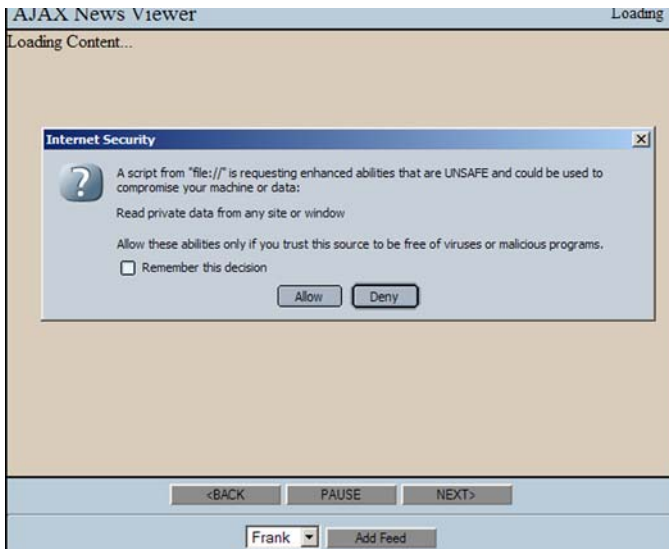 AJAX News Viewer
Loading
Loading Content...
Internet Security
A script from "file://" is requesting enhanced abilities that are UNSAFE and could be used to
compromise your machine or data:
Read private data from any site or window
Allow these abilities only if you trust this source to be free of viruses or malicious programs.
Remember this decision
Allow
Deny
<BACK
PAUSE
NEXT>
Frank
Add Feed